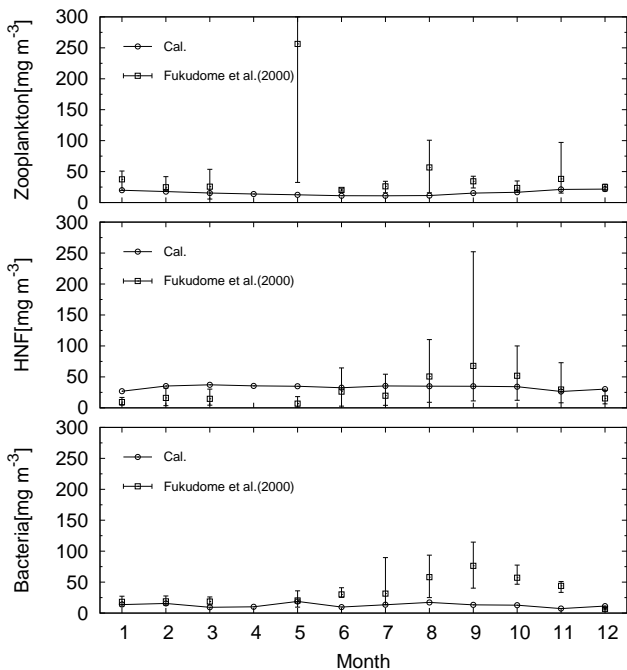 300
250
200
150
100
50
0
Zooplankton[mg m-3]
Cal.
Fukudome et al.(2000)
300
250
200
150
100
50
0
HNF[mg m-3]
Cal.
Fukudome et al.(2000)
300
250
200
150
100
50
0
Bacteria[mg m-3]
Cal.
Fukudome et al.(2000)
1 2 3 4 5 6 7 8 9 10 11 12
Month